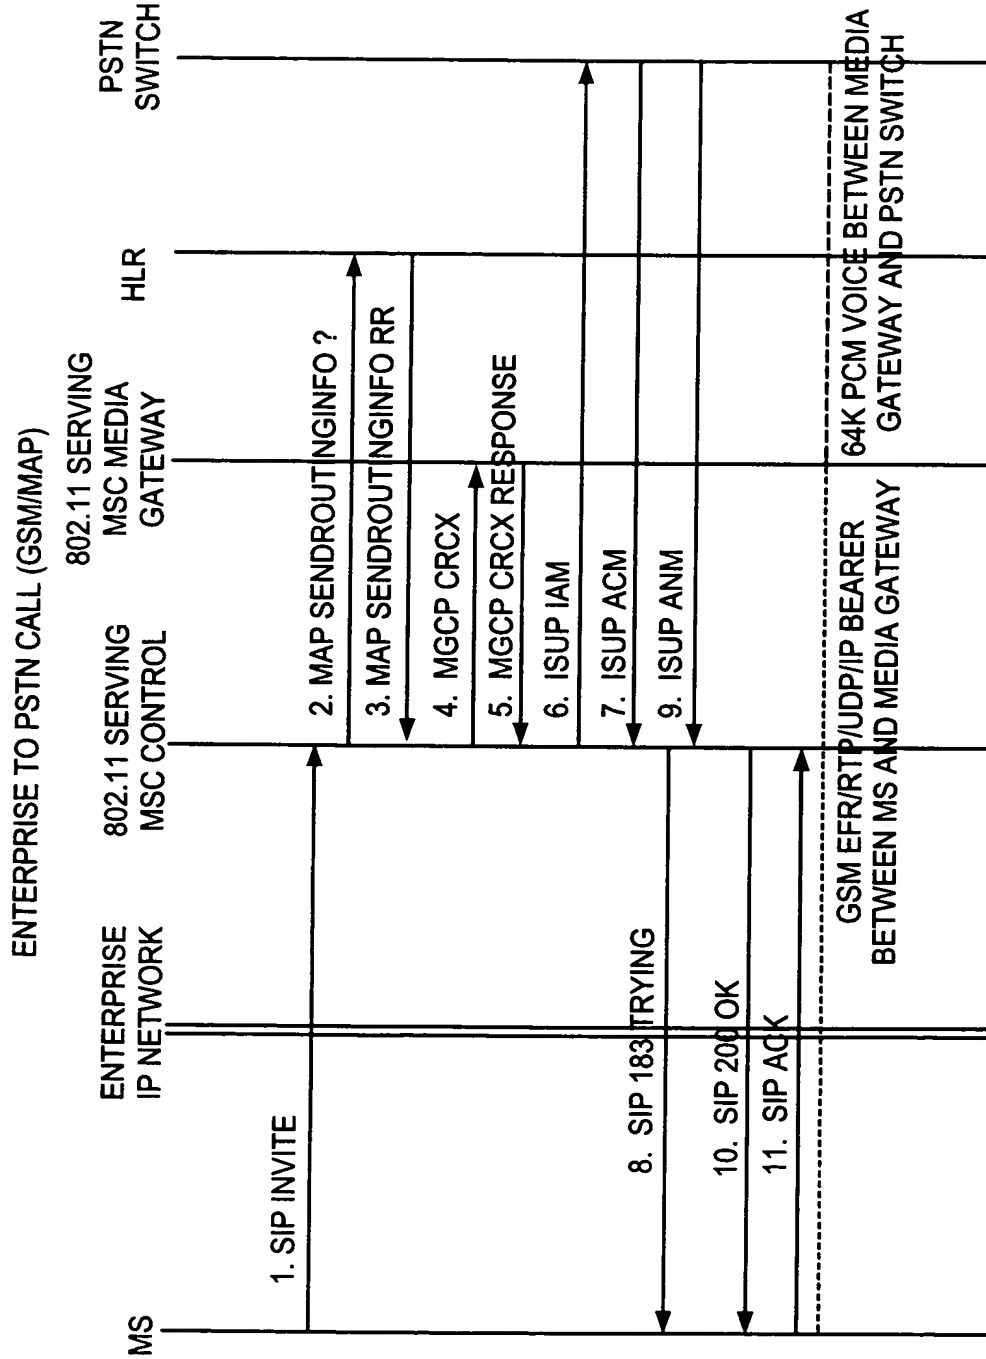 ENTERPRISE TO PSTN CALL (GSM/MAP)
MS
ENTERPRISE
IP NETWORK
802.11 SERVING
MSC CONTROL
802.11 SERVING
MSC MEDIA
GATEWAY
HLR
PSTN
SWITCH
1. SIP INVITE
2. MAP SENDROUTINGINFO ?
3. MAP SENDROUTINGINFO RR
4. MGCP CRCX
5. MGCP CRCX RESPONSE
6. ISUP IAM
7. ISUP ACM
8. SIP 183 TRYING
9. ISUP ANM
10. SIP 200 OK
11. SIP ACK
GSM EFR/RTP/UDP/IP BEARER
BETWEEN MS AND MEDIA GATEWAY
64K PCM VOICE BETWEEN MEDIA
GATEWAY AND PSTN SWITCH